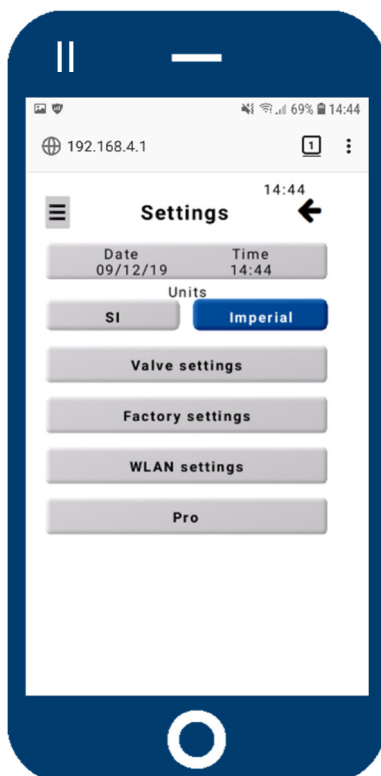 69% 14:44
192.168.4.1 1
14:44
Settings
Date Time
09/12/19 14:44
Units
SI Imperial
Valve settings
Factory settings
WLAN settings
Pro